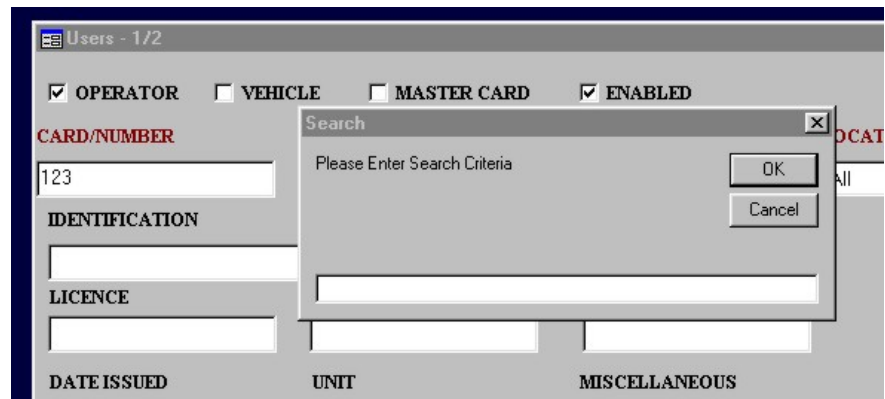 Users - 1/2
OPERATOR VEHICLE MASTER CARD ENABLED
Search
CARD/NUMBER
Please Enter Search Criteria
OK
123
All
Cancel
IDENTIFICATION
LICENCE
DATE ISSUED UNIT MISCELLANEOUS